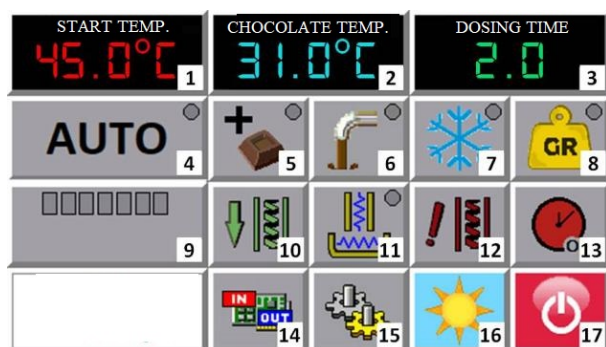 START TEMP. CHOCOLATE TEMP. DOSING TIME
45.0°C 1 31.0°C 2 2.0 3
AUTO 4 + 5 6 7 GR 8
9 10 11 ! 12 13
IN OUT 14 15 16 17